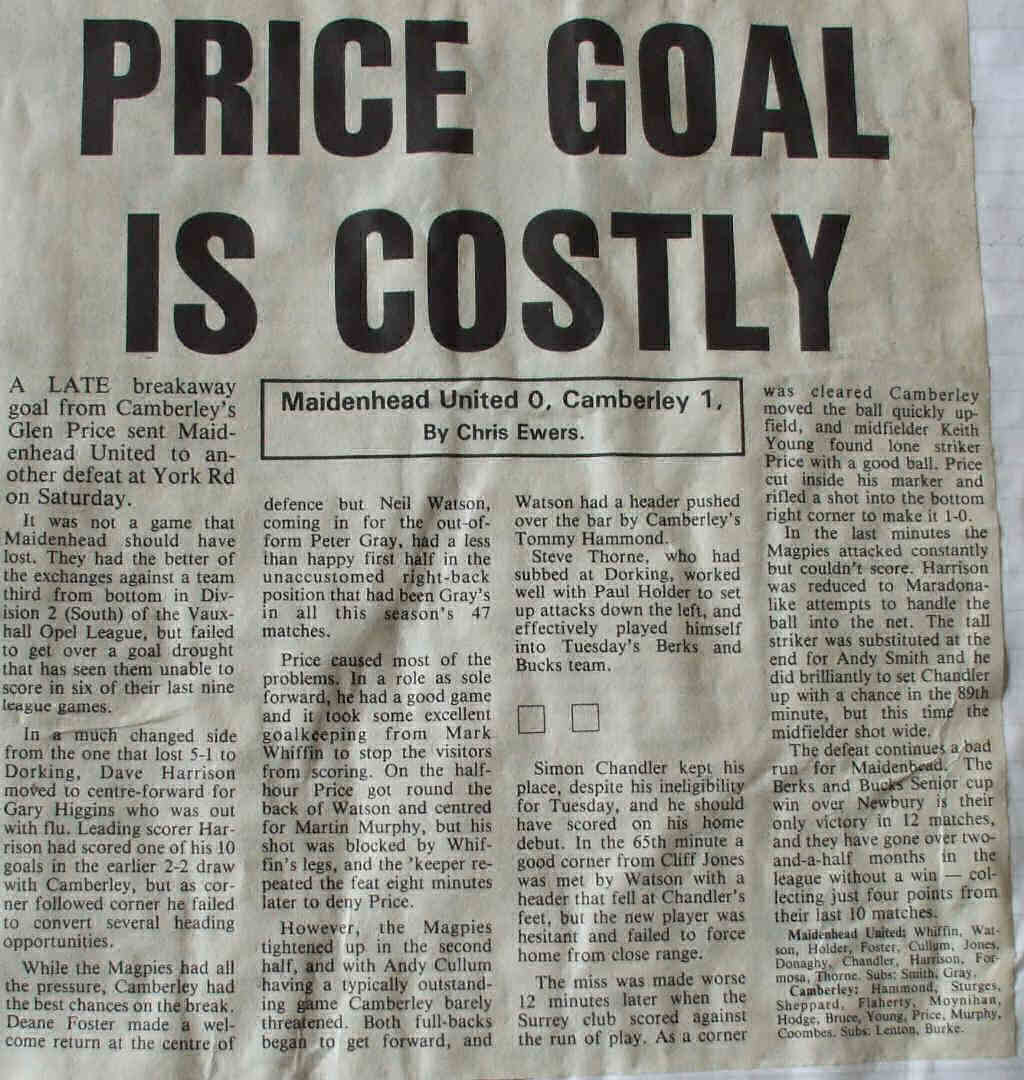 PRICE GOAL
IS COSTLY
Maidenhead United 0, Camberley 1,
By Chris Ewers.
A LATE breakaway
goal from Camberley's
Glen Price sent Maid-
enhead United to an-
other defeat at York Rd
on Saturday.
It was not a game that
Maidenhead should have
lost. They had the better of
the exchanges against a team
third from bottom in Div-
ision 2 (South) of the Vaux-
hall Opel League, but failed
to get over a goal drought
that has seen them unable to
score in six of their last nine
league games.
In a much changed side
from the one that lost 5-1 to
Dorking, Dave Harrison
moved to centre-forward for
Gary Higgins who was out
with flu. Leading scorer Har-
rison had scored one of his 10
goals in the earlier 2-2 draw
with Camberley, but as cor-
ner followed corner he failed
to convert several heading
opportunities.
While the Magpies had all
the pressure, Camberley had
the best chances on the break.
Deane Foster made a wel-
come return at the centre of
defence but Neil Watson,
coming in for the out-of-
form Peter Gray, had a less
than happy first half in the
unaccustomed right-back
position that had been Gray's
in all this season's 47
matches.
Price caused most of the
problems. In a role as sole
forward, he had a good game
and it took some excellent
goalkeeping from Mark
Whiffin to stop the visitors
from scoring. On the half-
hour Price got round the
back of Watson and centred
for Martin Murphy, but his
shot was blocked by Whif-
fin's legs, and the 'keeper re-
peated the feat eight minutes
later to deny Price.
However, the Magpies
tightened up in the second
half, and with Andy Cullum
having a typically outstand-
ing game Camberley barely
threatened. Both full-backs
began to get forward, and
Watson had a header pushed
over the bar by Camberley's
Tommy Hammond.
Steve Thorne, who had
subbed at Dorking, worked
well with Paul Holder to set
up attacks down the left, and
effectively played himself
into Tuesday's Berks and
Bucks team.
Simon Chandler kept his
place, despite his ineligibility
for Tuesday, and he should
have scored on his home
debut. In the 65th minute a
good corner from Cliff Jones
was met by Watson with a
header that fell at Chandler's
feet, but the new player was
hesitant and failed to force
home from close range.
The miss was made worse
12 minutes later when the
Surrey club scored against
the run of play. As a corner
was cleared Camberley
moved the ball quickly up-
field, and midfielder Keith
Young found lone striker
Price with a good ball. Price
cut inside his marker and
rifled a shot into the bottom
right corner to make it 1-0.
In the last minutes the
Magpies attacked constantly
but couldn't score. Harrison
was reduced to Maradona-
like attempts to handle the
ball into the net. The tall
striker was substituted at the
end for Andy Smith and he
did brilliantly to set Chandler
up with a chance in the 89th
minute, but this time the
midfielder shot wide.
The defeat continues a bad
run for Maidenhead. The
Berks and Bucks Senior cup
win over Newbury is their
only victory in 12 matches,
and they have gone over two-
and-a-half months in the
league without a win — col-
lecting just four points from
their last 10 matches.
Maidenhead United: Whiffin, Wat-
son, Holder, Foster, Cullum, Jones,
Donaghy, Chandler, Harrison, For-
mosa, Thorne. Subs: Smith, Gray.
Camberley: Hammond, Sturges,
Sheppard, Flaherty, Moynihan,
Hodge, Bruce, Young, Price, Murphy,
Coombes. Subs: Lenton, Burke.